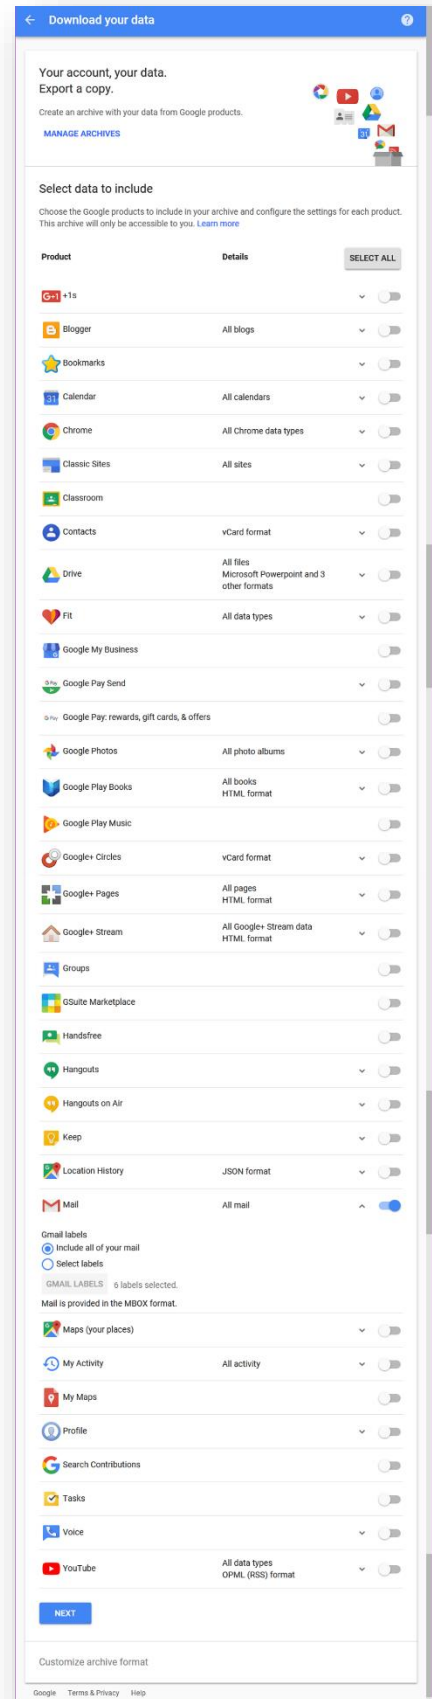 Download your data
Your account, your data.
Export a copy.
Create an archive with your data from Google products.
MANAGE ARCHIVES
Select data to include
Choose the Google products to include in your archive and configure the settings for each product.
This archive will only be accessible to you. Learn more
Product Details SELECT ALL
G+1 +1s
Blogger All blogs
Bookmarks
31 Calendar All calendars
Chrome All Chrome data types
Classic Sites All sites
Classroom
Contacts vCard format
Drive All files
Microsoft Powerpoint and 3
other formats
Fit All data types
Google My Business
G Pay Google Pay Send
G Pay Google Pay: rewards, gift cards, & offers
Google Photos All photo albums
Google Play Books All books
HTML format
Google Play Music
Google+ Circles vCard format
Google+ Pages All pages
HTML format
Google+ Stream All Google+ Stream data
HTML format
Groups
GSuite Marketplace
Handsfree
Hangouts
Hangouts on Air
Keep
Location History JSON format
Mail All mail
Gmail labels
Include all of your mail
Select labels
GMAIL LABELS 6 labels selected.
Mail is provided in the MBOX format.
Maps (your places)
My Activity All activity
My Maps
Profile
Search Contributions
Tasks
Voice
YouTube All data types
OPML (RSS) format
NEXT
Customize archive format
Google Terms & Privacy Help